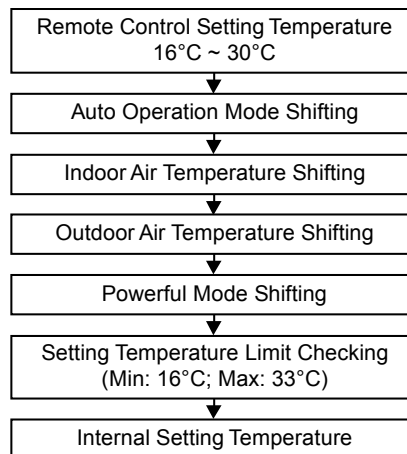 Remote Control Setting Temperature
16°C ~ 30°C
Auto Operation Mode Shifting
Indoor Air Temperature Shifting
Outdoor Air Temperature Shifting
Powerful Mode Shifting
Setting Temperature Limit Checking
(Min: 16°C; Max: 33°C)
Internal Setting Temperature